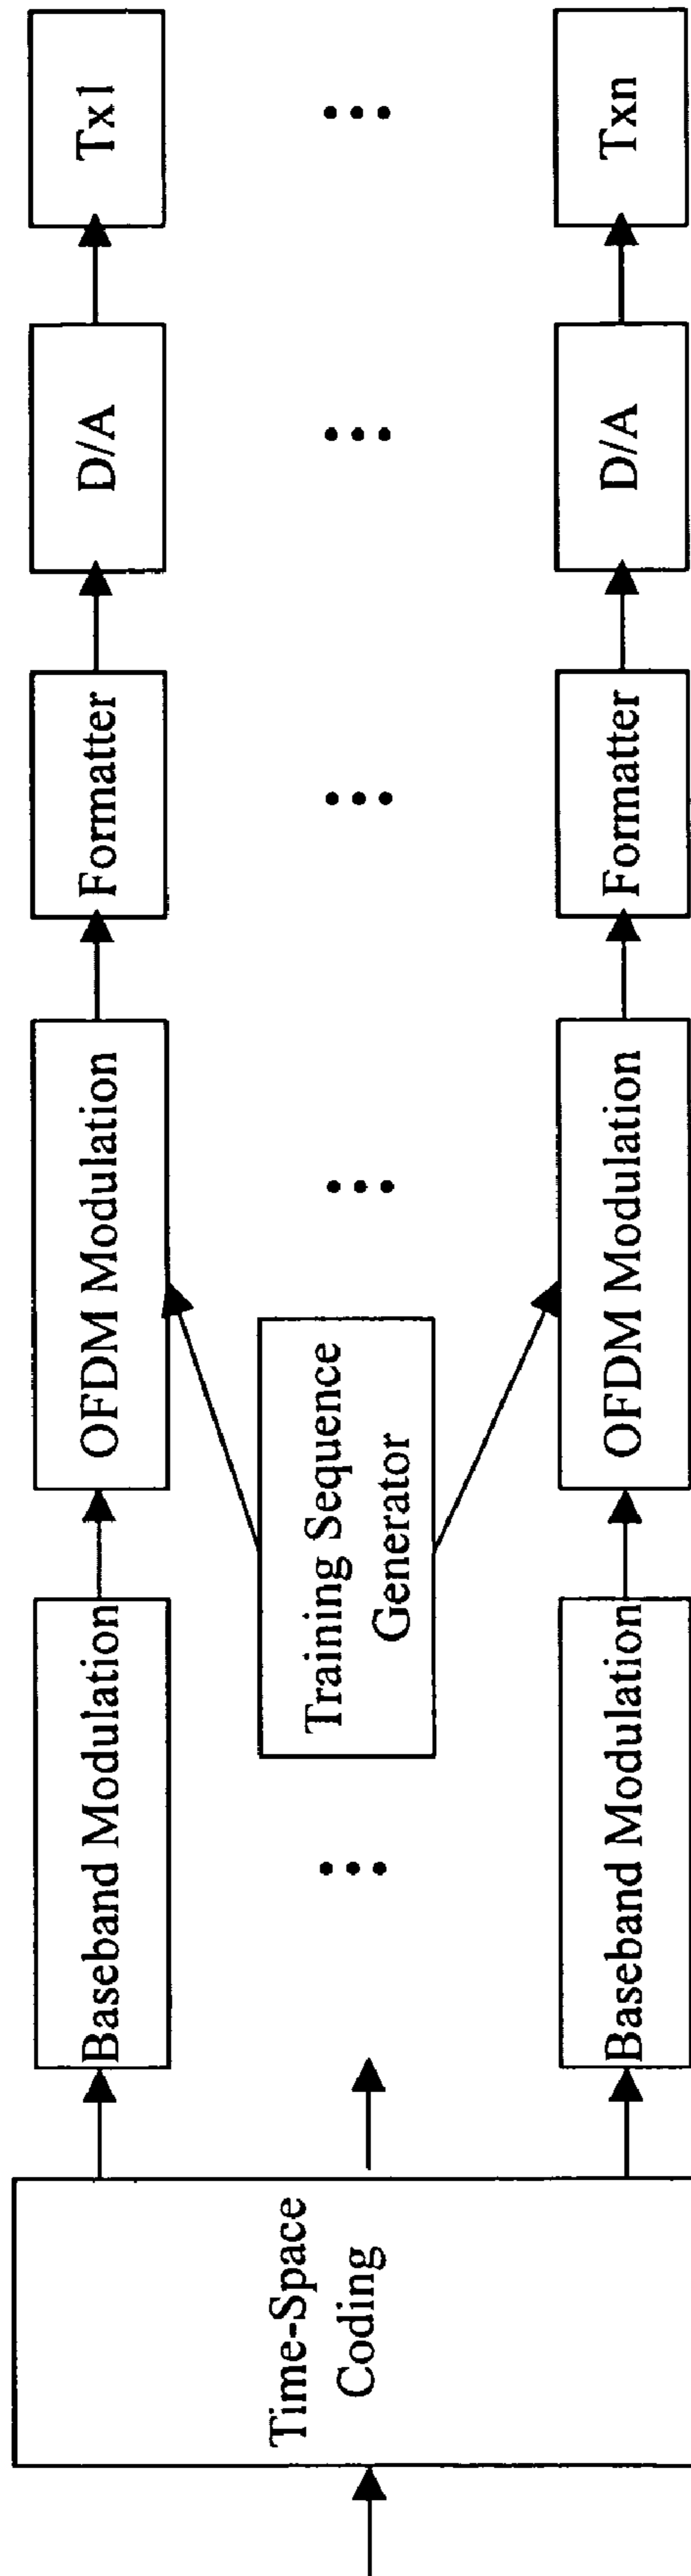 Time-Space
Coding
Baseband Modulation
OFDM Modulation
Formatter
D/A
Tx1
Training Sequence
Generator
Baseband Modulation
OFDM Modulation
Formatter
D/A
Txn